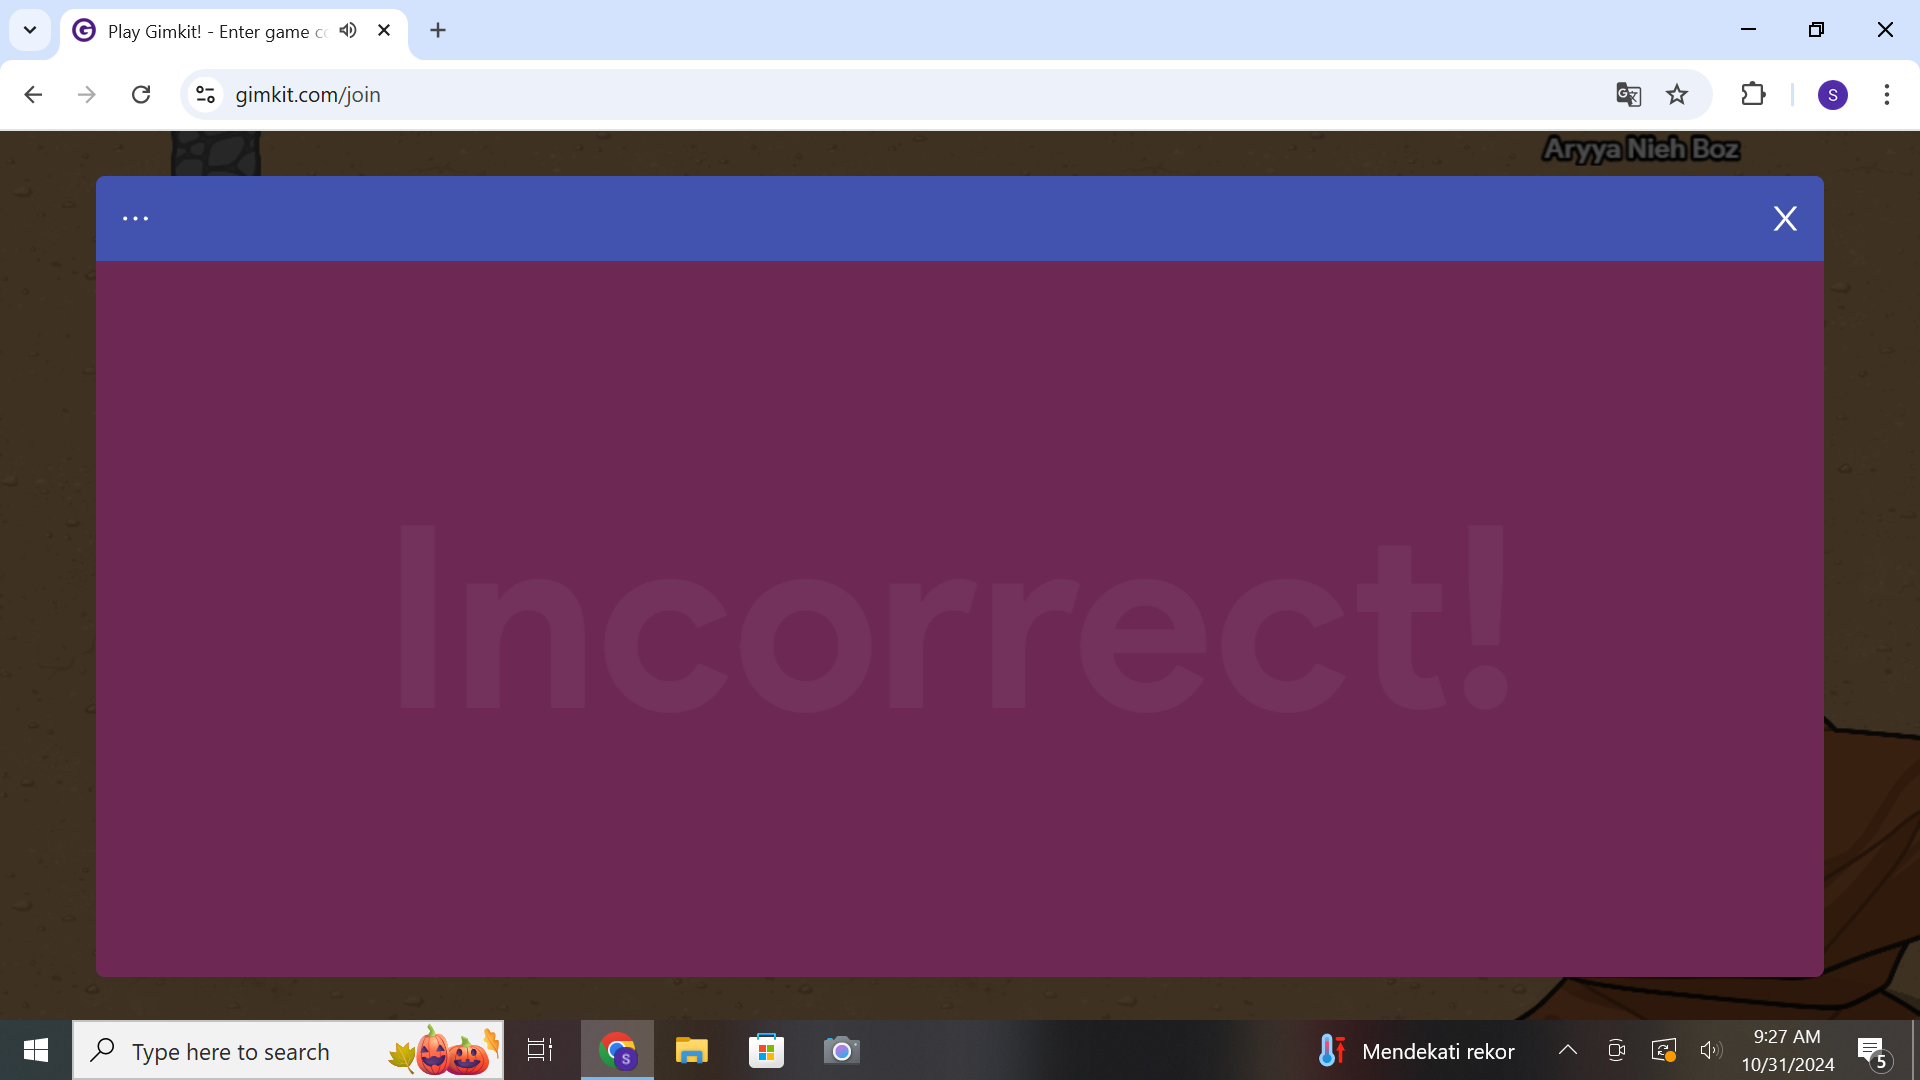 Play Gimkit! - Enter game c
gimkit.com/join
S
Aryya Nieh Boz
...
X
Incorrect!
Type here to search
S
Mendekati rekor
9:27 AM
10/31/2024
5